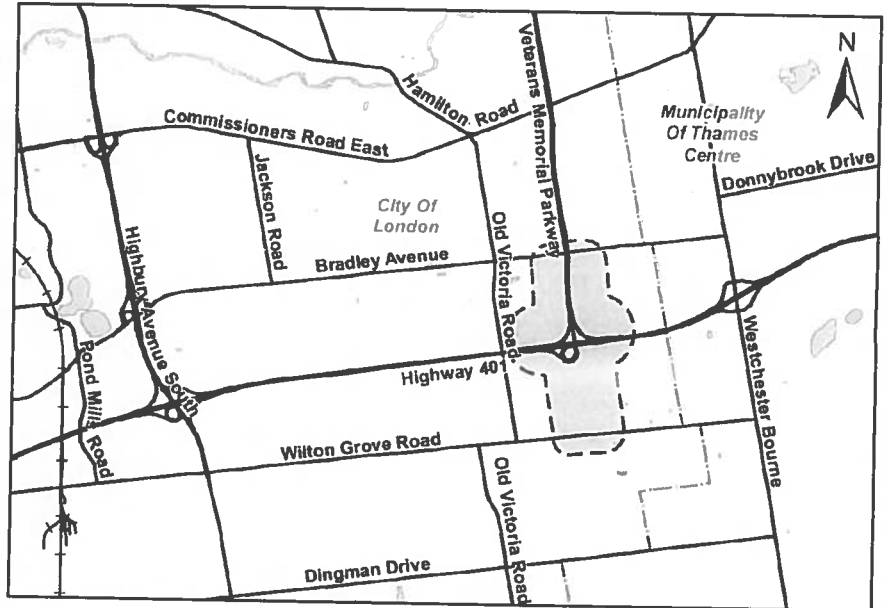 Veterans Memorial Parkway
N
Hamilton Road
Commissioners Road East
Municipality
Of Thames
Centre
Jackson Road
Donnybrook Drive
City Of
London
Highbury Avenue South
Old Victoria Road
Bradley Avenue
Westchester Bourne
Pond Mills Road
Highway 401
Wilton Grove Road
Old Victoria Road
Dingman Drive